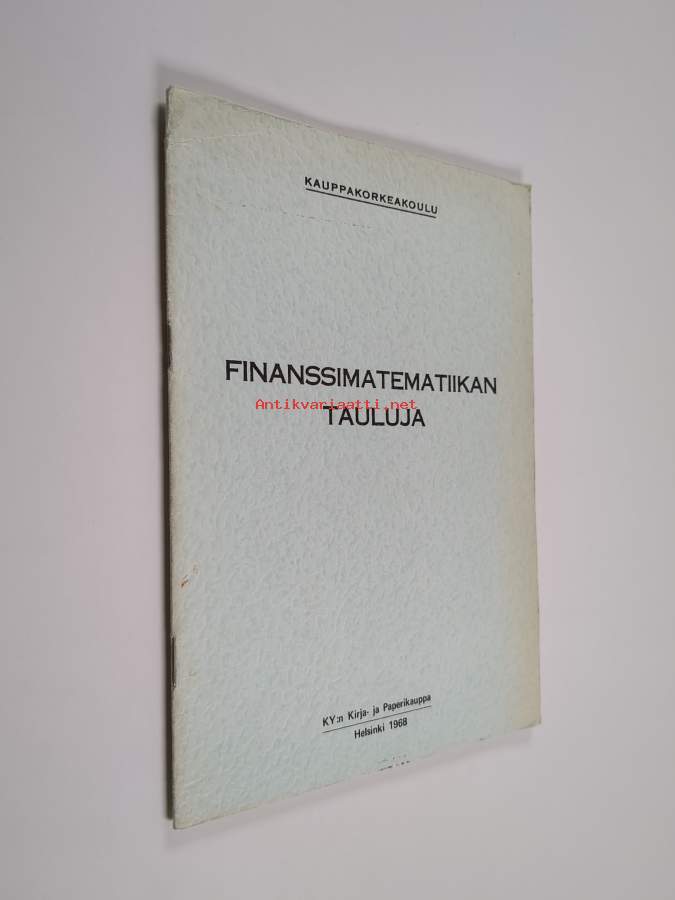 KAUPPAKORKEAKOULU
FINANSSIMATEMATIIKAN
Antikvariaatti.net
TAULUJA
KY:n Kirja- ja Paperikauppa
Helsinki 1968